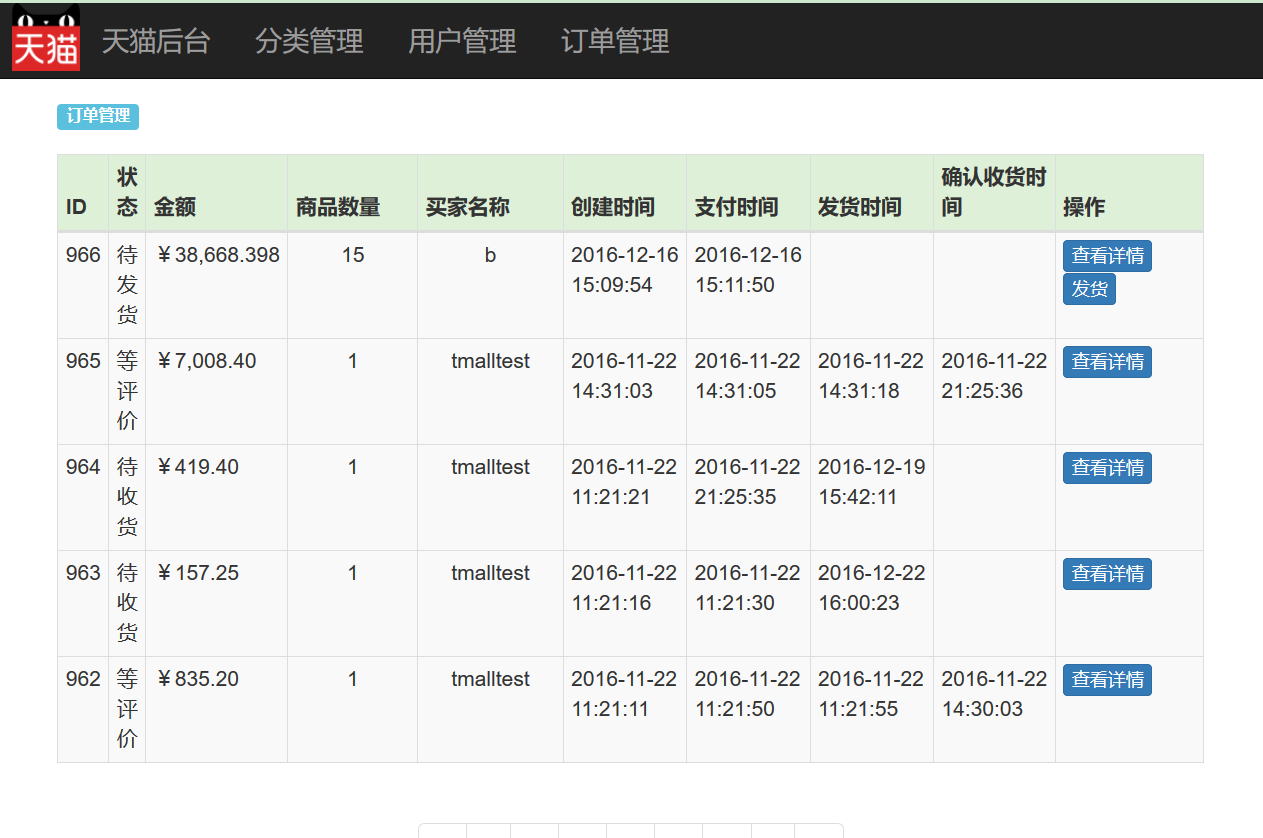 天猫 天猫后台 分类管理 用户管理 订单管理
订单管理
ID 状态 金额 商品数量 买家名称 创建时间 支付时间 发货时间 确认收货时间 操作
966 待发货 ¥38,668.398 15 b 2016-12-16 15:09:54 2016-12-16 15:11:50 查看详情 发货
965 等评价 ¥7,008.40 1 tmalltest 2016-11-22 14:31:03 2016-11-22 14:31:05 2016-11-22 14:31:18 2016-11-22 21:25:36 查看详情
964 待收货 ¥419.40 1 tmalltest 2016-11-22 11:21:21 2016-11-22 21:25:35 2016-12-19 15:42:11 查看详情
963 待收货 ¥157.25 1 tmalltest 2016-11-22 11:21:16 2016-11-22 11:21:30 2016-12-22 16:00:23 查看详情
962 等评价 ¥835.20 1 tmalltest 2016-11-22 11:21:11 2016-11-22 11:21:50 2016-11-22 11:21:55 2016-11-22 14:30:03 查看详情